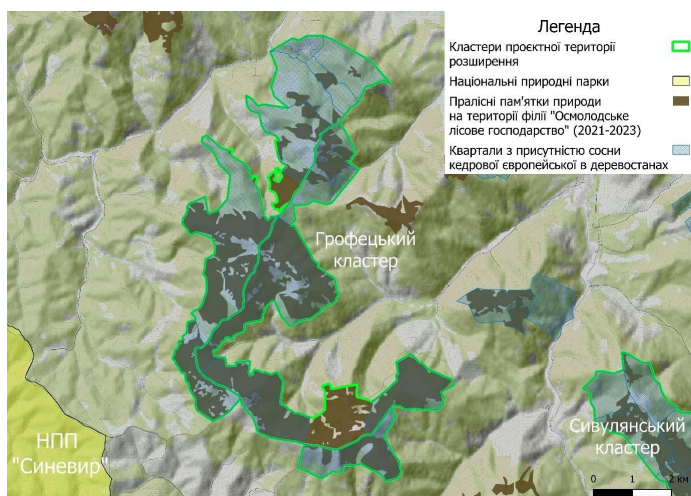 Легенда
Кластери проєктної території
розширення
Національні природні парки
Пралісні пам'ятки природи
на території філії "Осмолодське
лісове господарство" (2021-2023)
Квартали з присутністю сосни
кедрової європейської в деревостанах
Грофецький
кластер
Сивулянський
кластер
НПП
"Синевир"
0 1 2 км